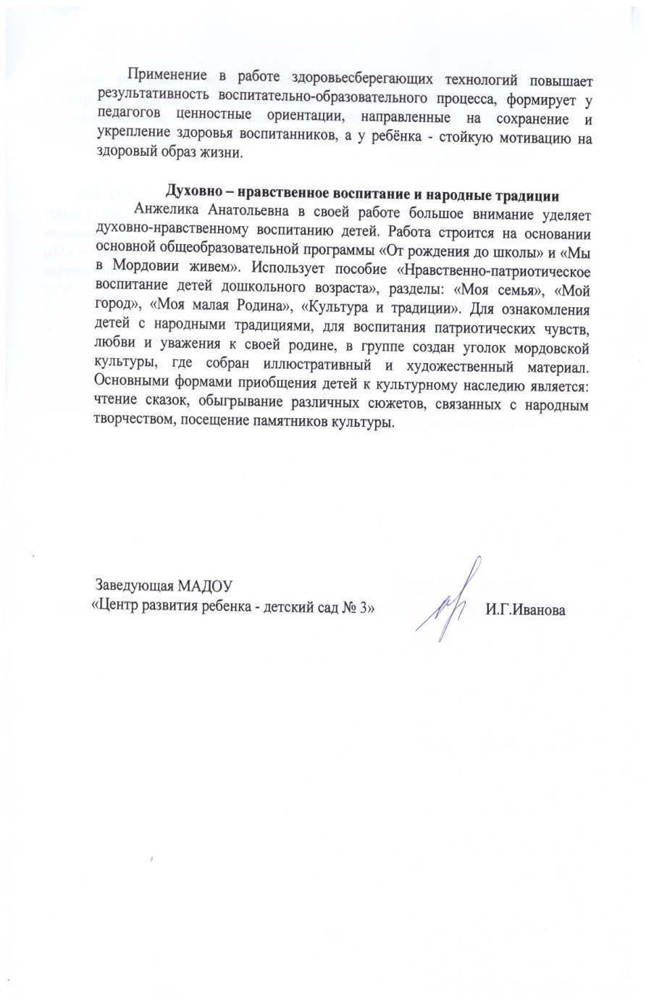 Применение в работе здоровьесберегающих технологий повышает
результативность воспитательно-образовательного процесса, формирует у
педагогов ценностные ориентации, направленные на сохранение и
укрепление здоровья воспитанников, а у ребёнка - стойкую мотивацию на
здоровый образ жизни.
Духовно – нравственное воспитание и народные традиции
Анжелика Анатольевна в своей работе большое внимание уделяет
духовно-нравственному воспитанию детей. Работа строится на основании
основной общеобразовательной программы «От рождения до школы» и «Мы
в Мордовии живем». Использует пособие «Нравственно-патриотическое
воспитание детей дошкольного возраста», разделы: «Моя семья», «Мой
город», «Моя малая Родина», «Культура и традиции». Для ознакомления
детей с народными традициями, для воспитания патриотических чувств,
любви и уважения к своей родине, в группе создан уголок мордовской
культуры, где собран иллюстративный и художественный материал.
Основными формами приобщения детей к культурному наследию является:
чтение сказок, обыгрывание различных сюжетов, связанных с народным
творчеством, посещение памятников культуры.
Заведующая МАДОУ
«Центр развития ребенка - детский сад № 3»
И.Г.Иванова